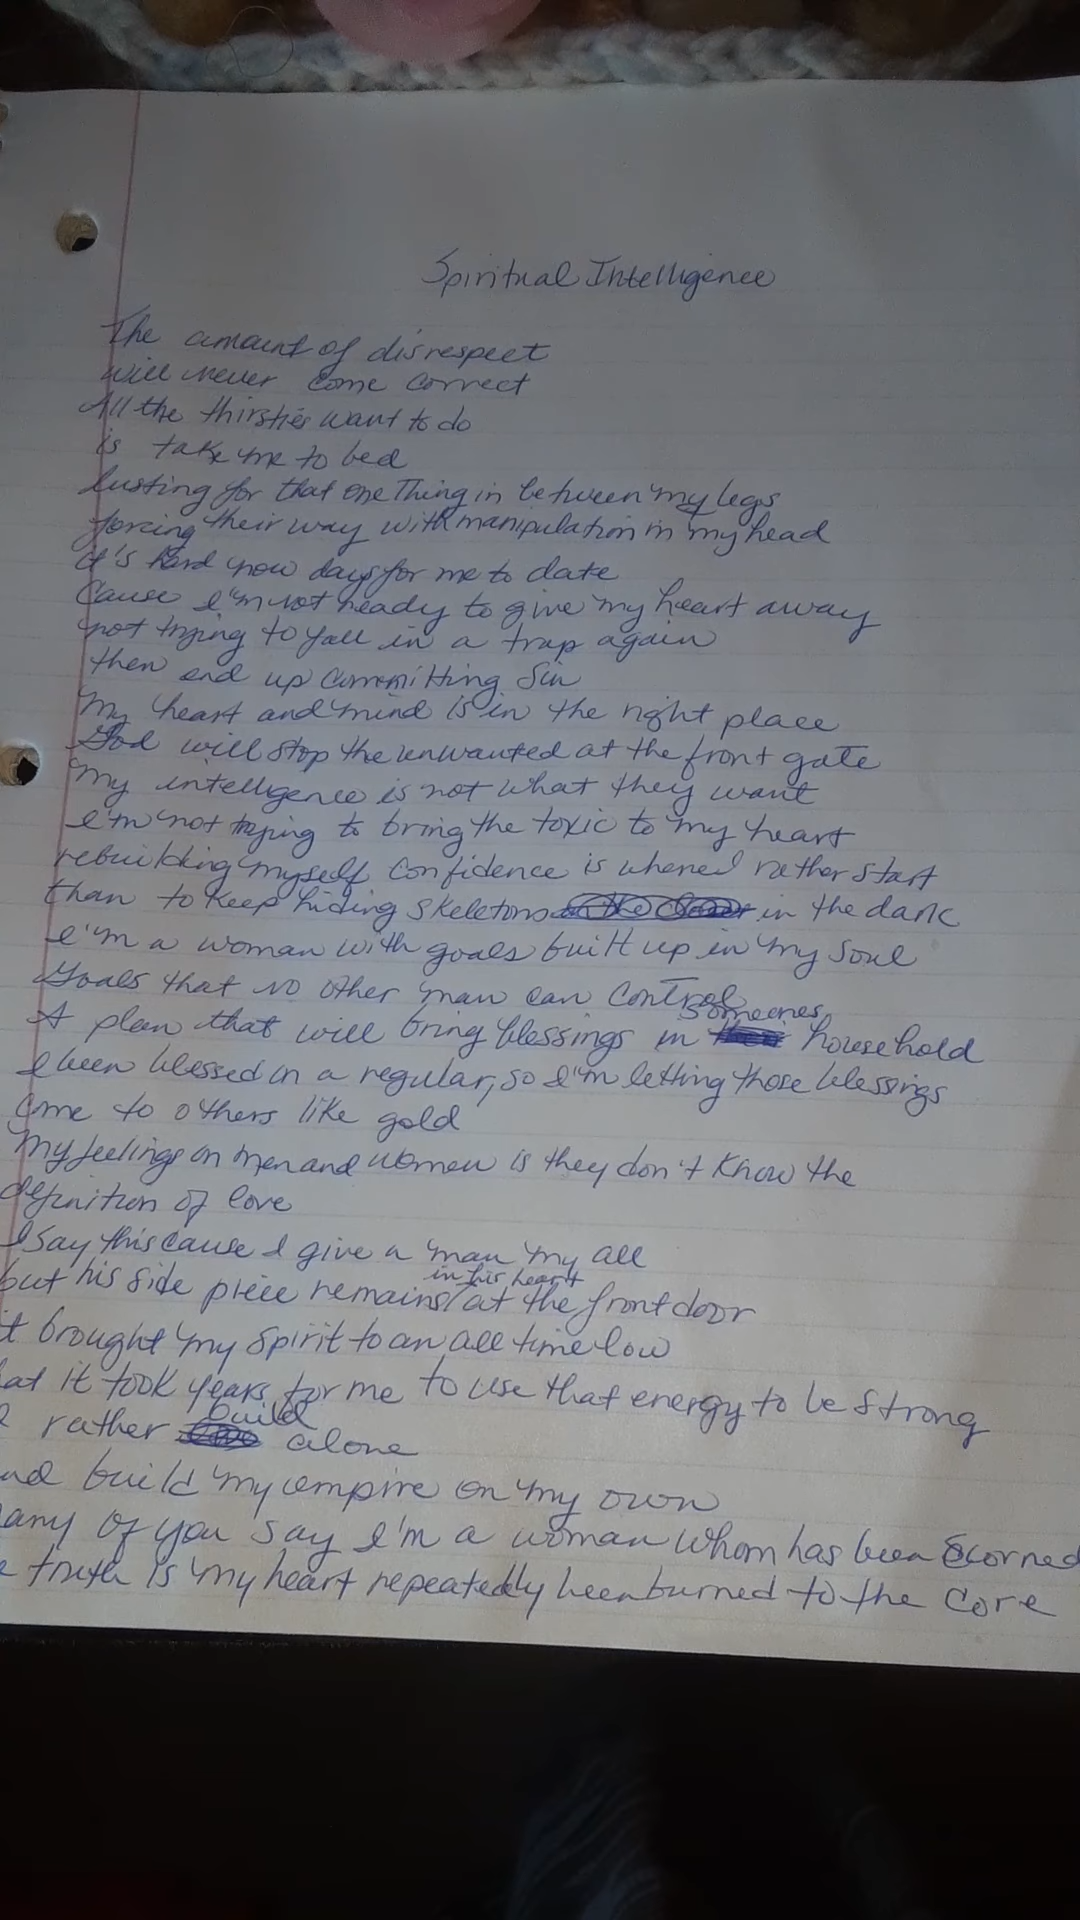 Spiritual Intelligence
The amount of disrespect
will never come correct
All the thirsties want to do
is take me to bed
lusting for that one Thing in between my legs
forcing their way with manipulation in my head
it's hard now days for me to date
Cause I'm not ready to give my heart away
not trying to fall in a trap again
then end up committing Sin
My heart and mind is in the right place
God will stop the unwanted at the front gate
My intelligence is not what they want
I'm not trying to bring the toxic to my heart
rebuilding myself confidence is where I rather start
than to keep hiding skeletons in the dark
I'm a woman with goals built up in my soul
Goals that no other man can control
A plan that will bring blessings in someones household
I been blessed on a regular, so I'm letting those blessings
come to others like gold
My feelings on men and women is they don't know the
definition of love
I say this cause I give a man my all
but his side piece remains in his heart at the front door
it brought my spirit to an all time low
at it took years for me to use that energy to be strong
I rather build alone
and build my empire on my own
any of you say I'm a woman whom has been scorned
e truth is my heart repeatedly been burned to the core